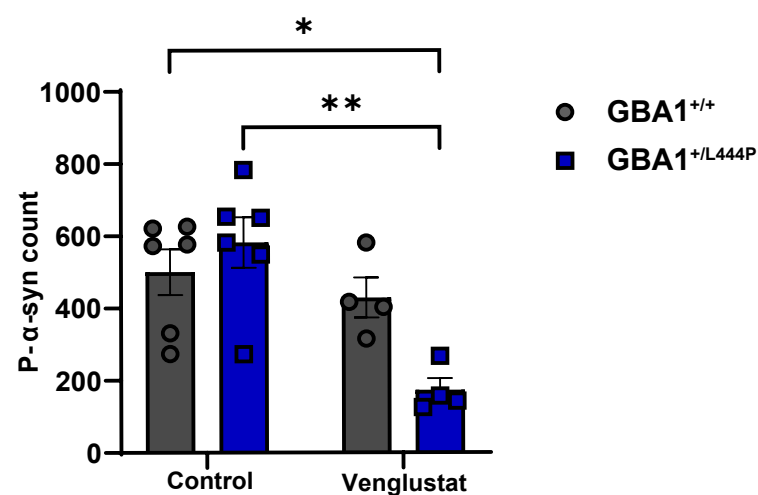 *
**
1000
800
600
400
200
0
P-α-syn count
Control
Venglustat
GBA1+/+
GBA1+/L444P